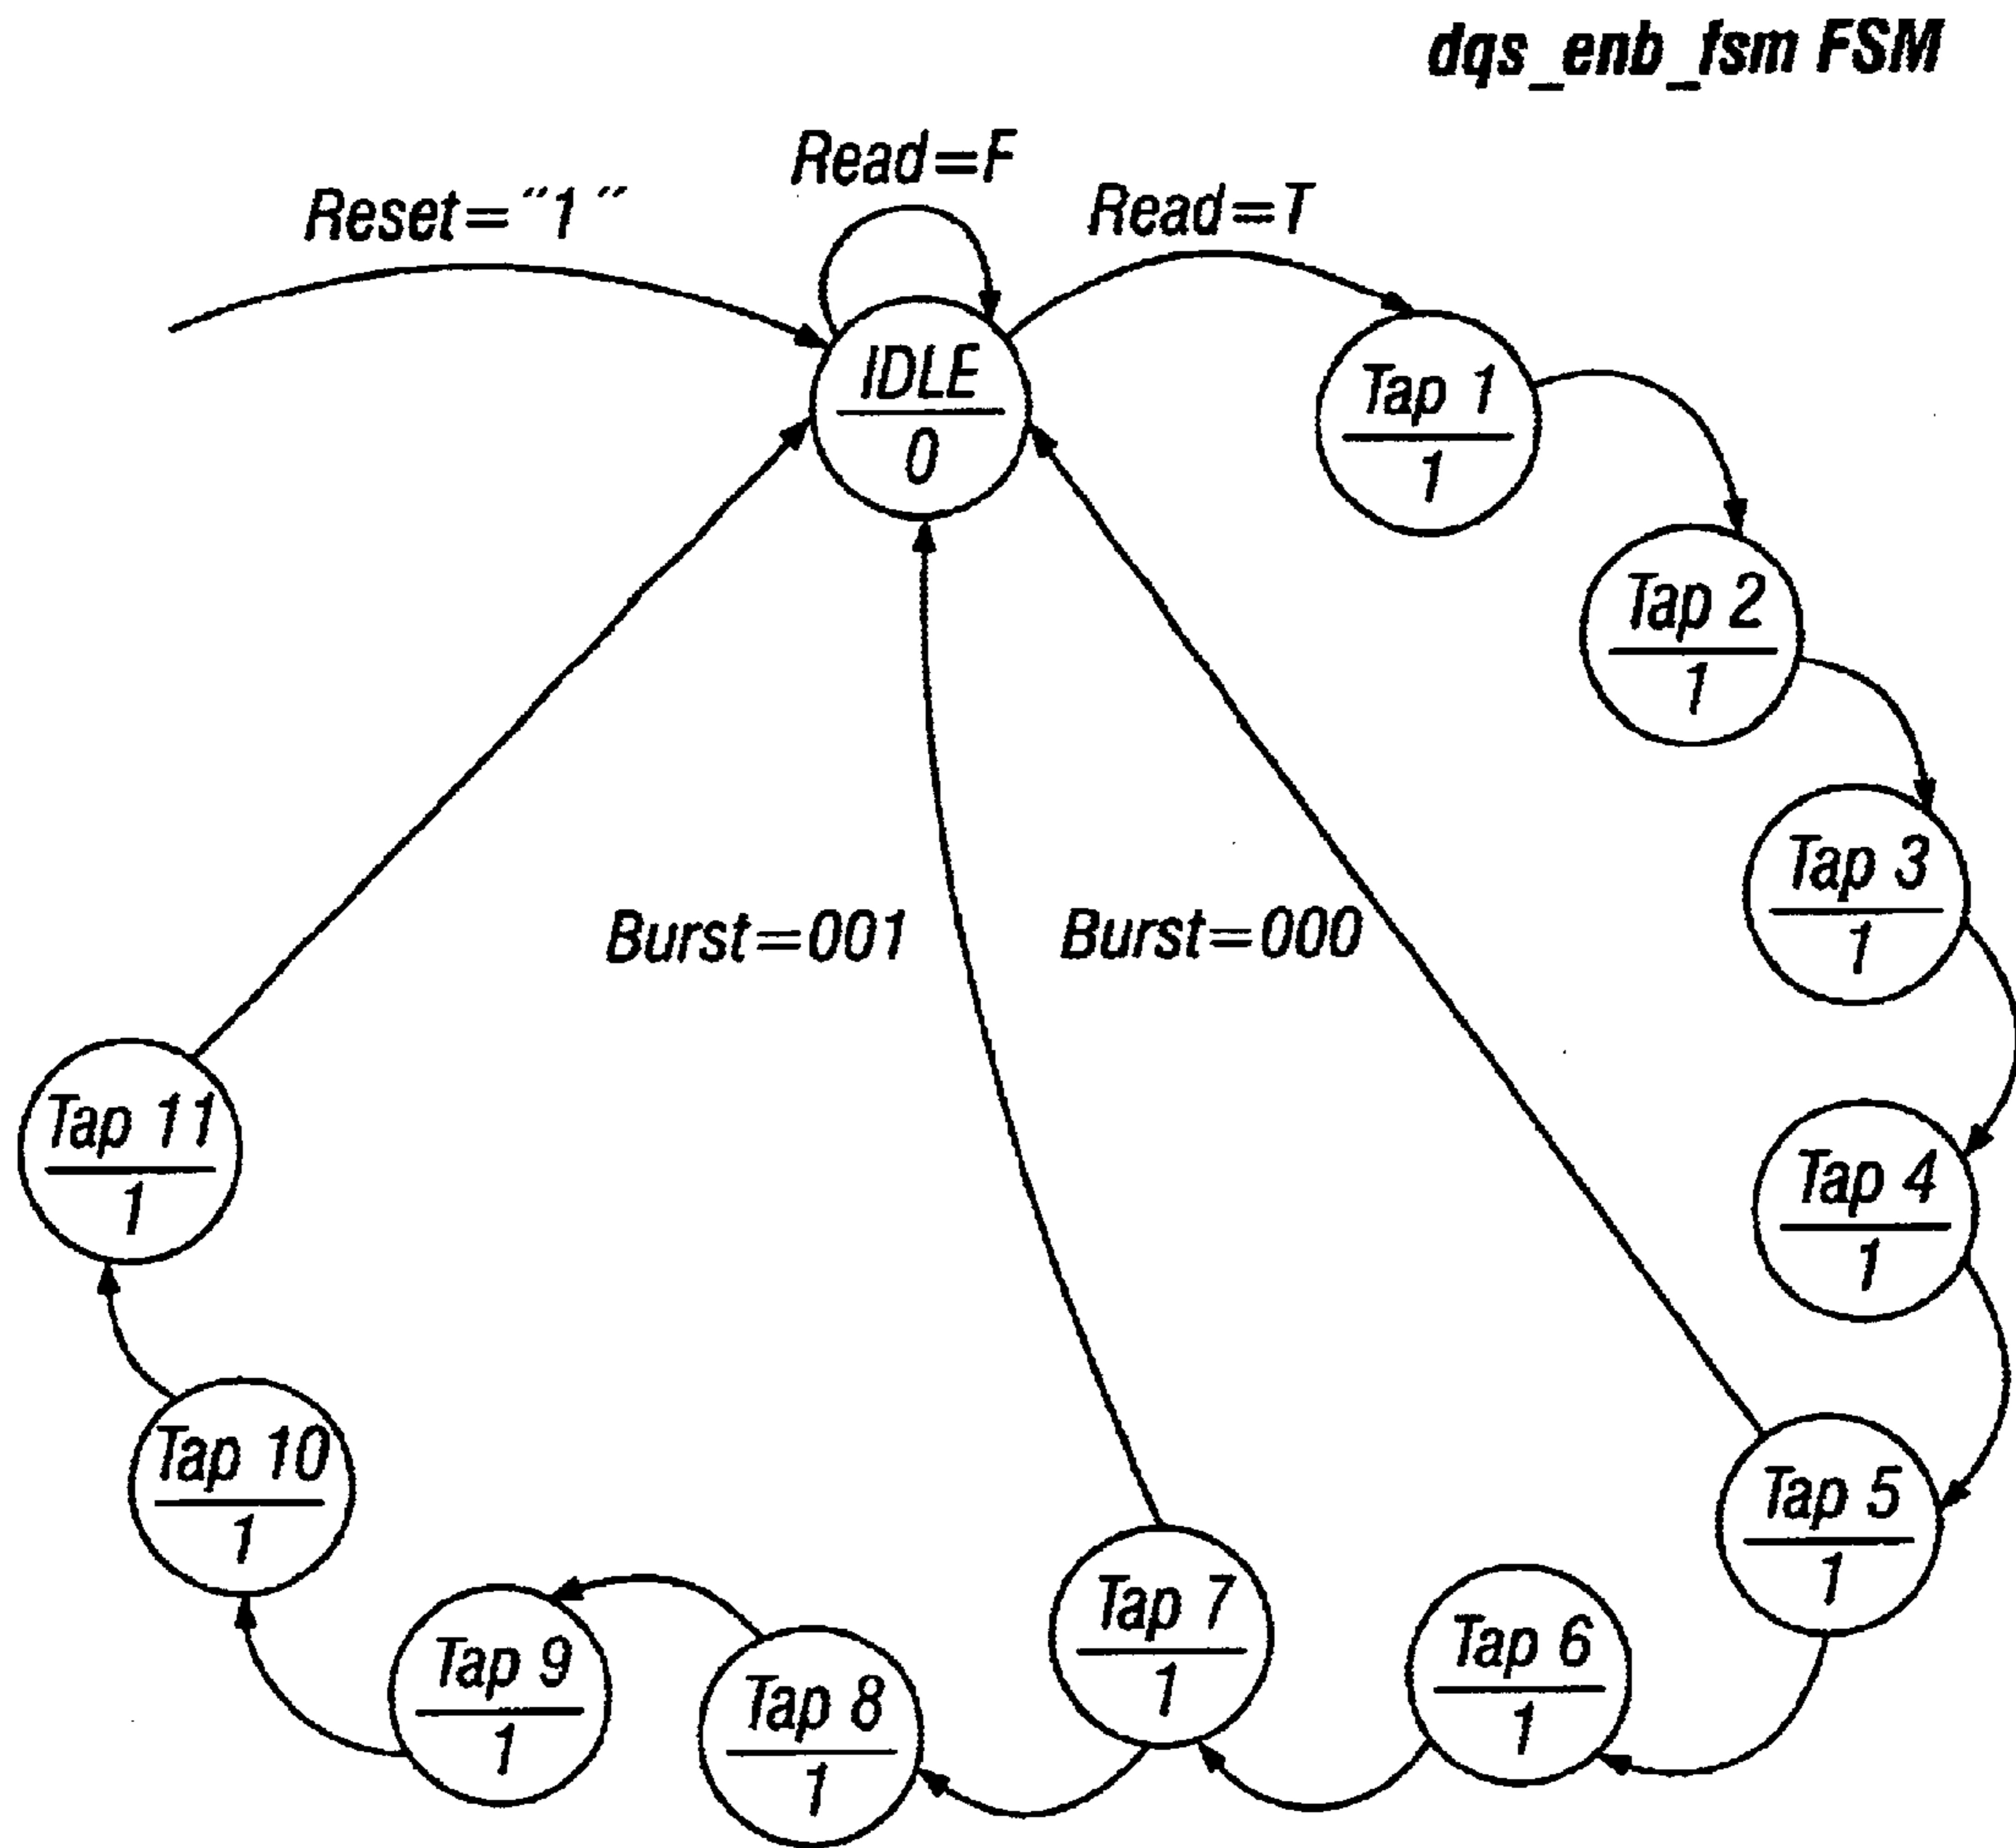 dqs_enb_fsm FSM
Read=F
Reset="1"
Read=T
IDLE
0
Tap 1
1
Tap 2
1
Tap 3
1
Burst=001
Burst=000
Tap 4
1
Tap 11
1
Tap 5
1
Tap 10
1
Tap 7
1
Tap 6
1
Tap 9
1
Tap 8
1